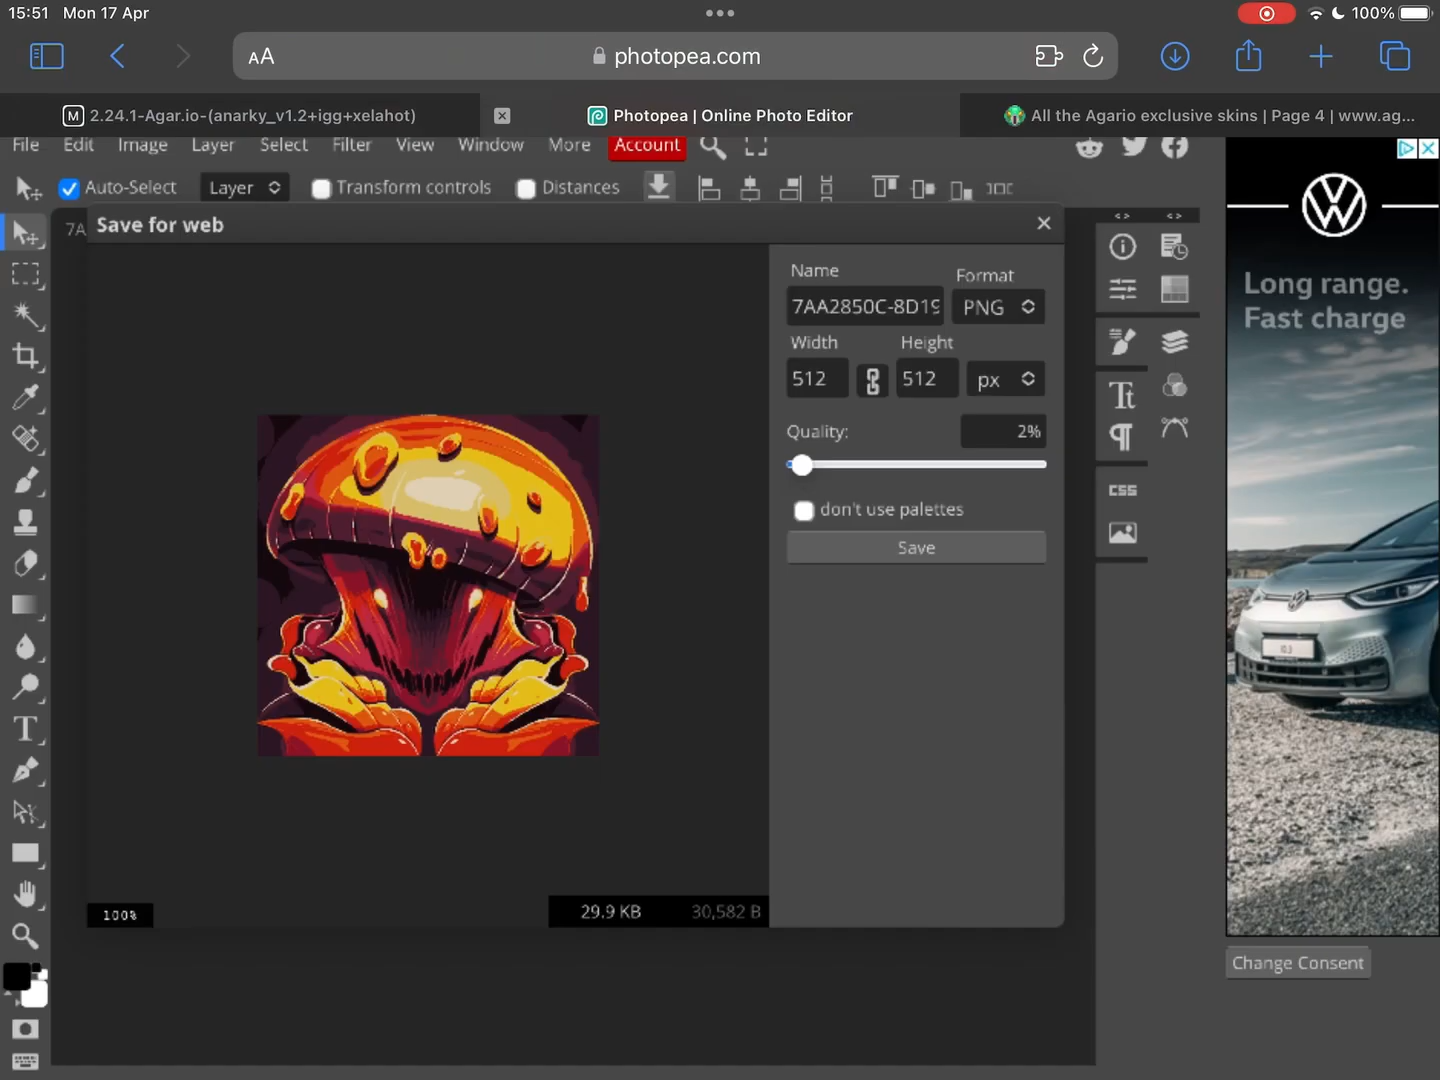 15:51 Mon 17 Apr
100%
AA photopea.com
M 2.24.1-Agar.io-(anarky_v1.2+igg+xelahot)
Photopea | Online Photo Editor
All the Agario exclusive skins | Page 4 | www.ag...
File Edit Image Layer Select Filter View Window More Account
Auto-Select Layer Transform controls Distances
7A
Save for web
Name
Format
7AA2850C-8D19
PNG
Width
Height
512
512
px
Quality:
2%
don't use palettes
Save
29.9 KB 30,582 B
100%
CSS
Long range.
Fast charge
Change Consent